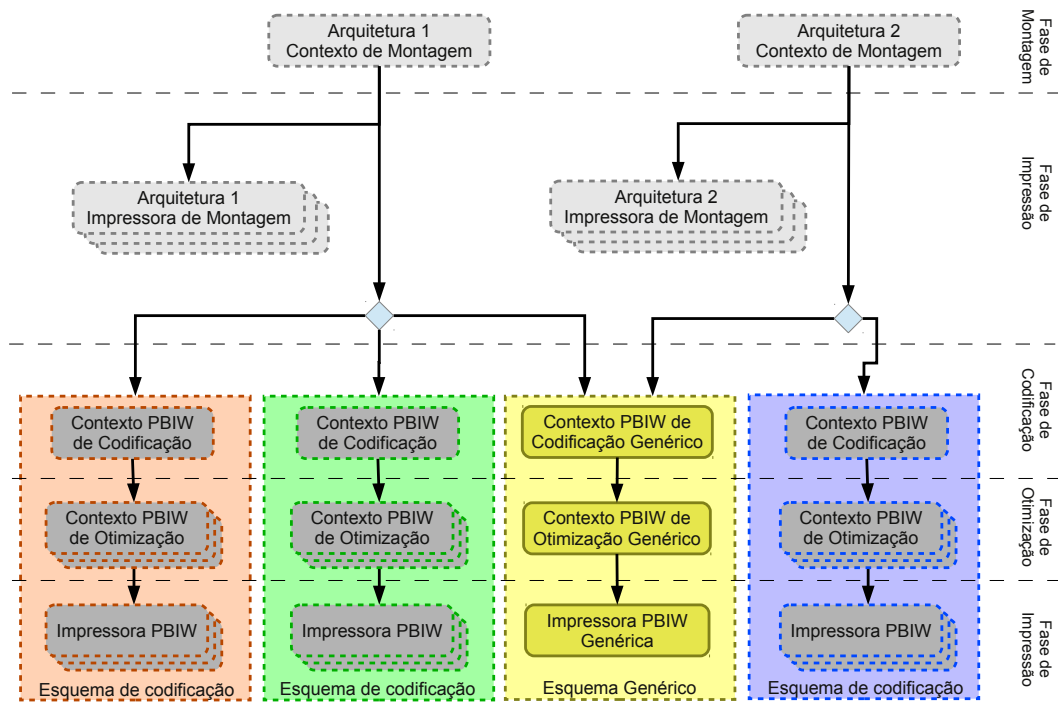 Arquitetura 1
Contexto de Montagem
Arquitetura 2
Contexto de Montagem
Fase de
Montagem
Arquitetura 1
Impressora de Montagem
Arquitetura 2
Impressora de Montagem
Fase de
Impressão
Contexto PBIW
de Codificação
Contexto PBIW
de Codificação
Contexto PBIW de
Codificação Genérico
Contexto PBIW
de Codificação
Fase de
Codificação
Contexto PBIW
de Otimização
Contexto PBIW
de Otimização
Contexto PBIW de
Otimização Genérico
Contexto PBIW
de Otimização
Fase de
Otimização
Impressora PBIW
Impressora PBIW
Impressora PBIW
Genérica
Impressora PBIW
Fase de
Impressão
Esquema de codificação
Esquema de codificação
Esquema Genérico
Esquema de codificação